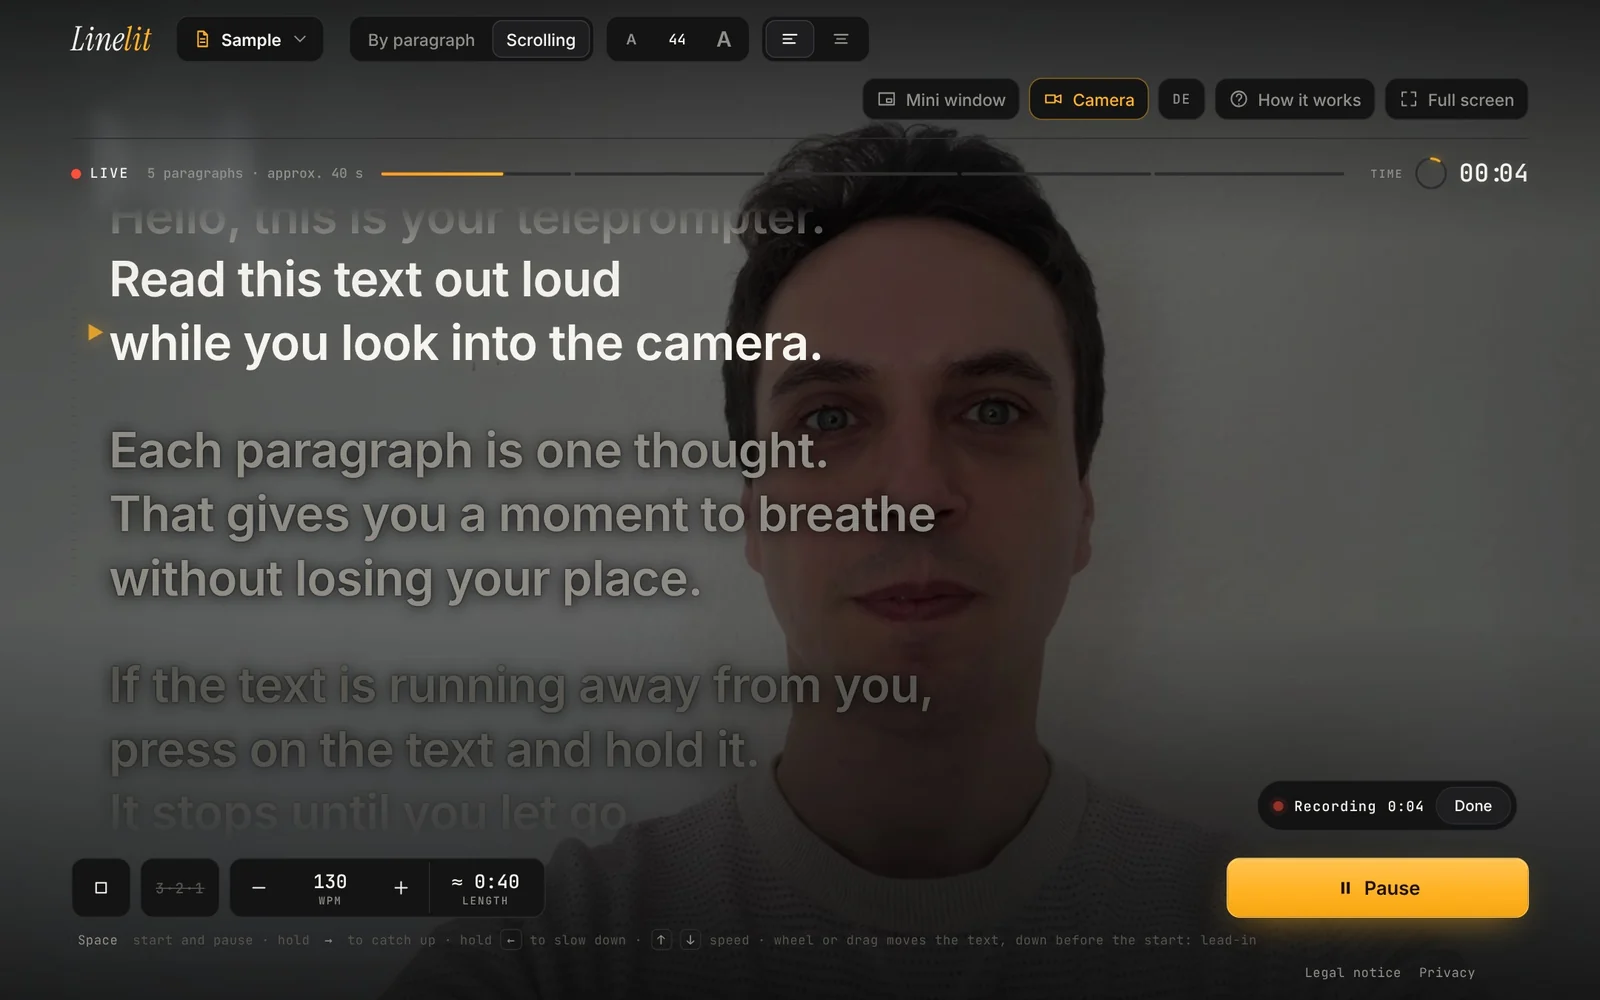 Linelit
Sample
By paragraph
Scrolling
A 44 A
Mini window
Camera
DE
How it works
Full screen
LIVE
5 paragraphs · approx. 40 s
TIME
00:04
Hello, this is your teleprompter.
Read this text out loud
while you look into the camera.
Each paragraph is one thought.
That gives you a moment to breathe
without losing your place.
If the text is running away from you,
press on the text and hold it.
It stops until you let go
Recording 0:04
Done
3·2·1
− 130 +
WPM
≈ 0:40
LENGTH
Pause
Space start and pause · hold → to catch up · hold ← to slow down · ↑ ↓ speed · wheel or drag moves the text, down before the start: lead-in
Legal notice
Privacy